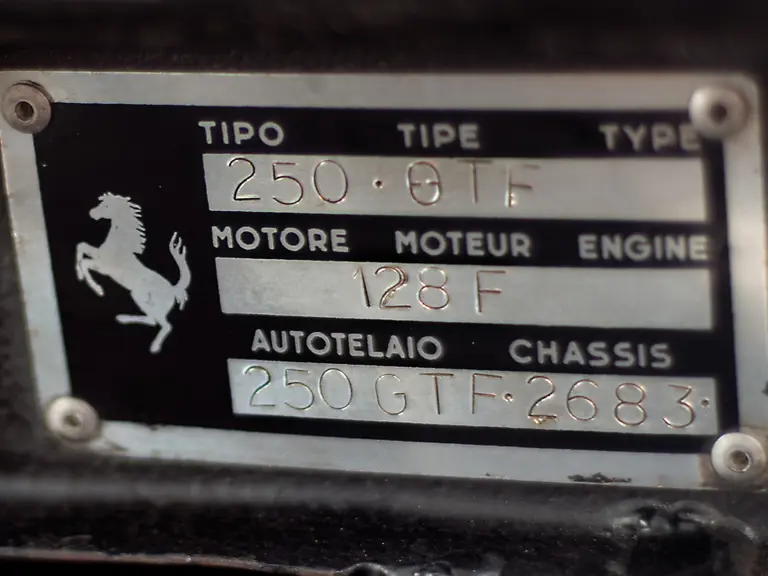 TIPO TIPE TYPE
250·GTF
MOTORE MOTEUR ENGINE
128 F
AUTOTELAIO CHASSIS
250 GTF·2683·